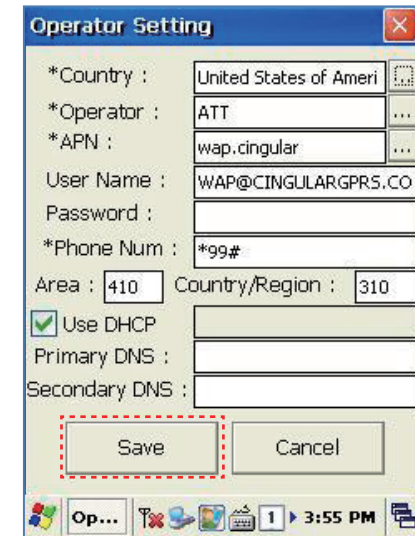 Operator Setting
*Country : United States of Ameri ...
*Operator : ATT ...
*APN : wap.cingular ...
User Name : WAP@CINGULARGPRS.CO
Password :
*Phone Num : *99#
Area : 410 Country/Region : 310
Use DHCP
Primary DNS :
Secondary DNS :
Save Cancel
Op... 1 3:55 PM